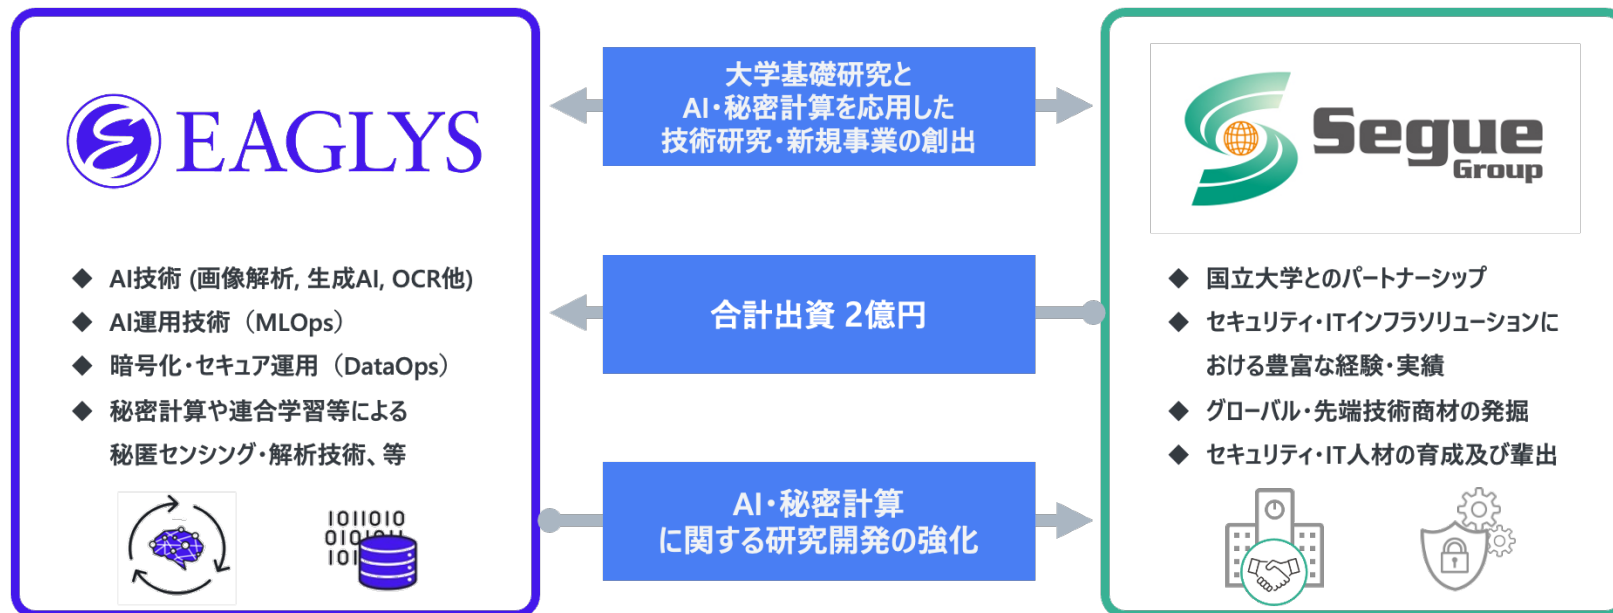 EAGLYS
◆ AI技術 (画像解析, 生成AI, OCR他)
◆ AI運用技術（MLOps）
◆ 暗号化・セキュア運用（DataOps）
◆ 秘密計算や連合学習等による
秘匿センシング・解析技術、等
1011010
010101
101
大学基礎研究と
AI・秘密計算を応用した
技術研究・新規事業の創出
合計出資 2億円
AI・秘密計算
に関する研究開発の強化
Segue
Group
◆ 国立大学とのパートナーシップ
◆ セキュリティ・ITインフラソリューションに
おける豊富な経験・実績
◆ グローバル・先端技術商材の発掘
◆ セキュリティ・IT人材の育成及び輩出